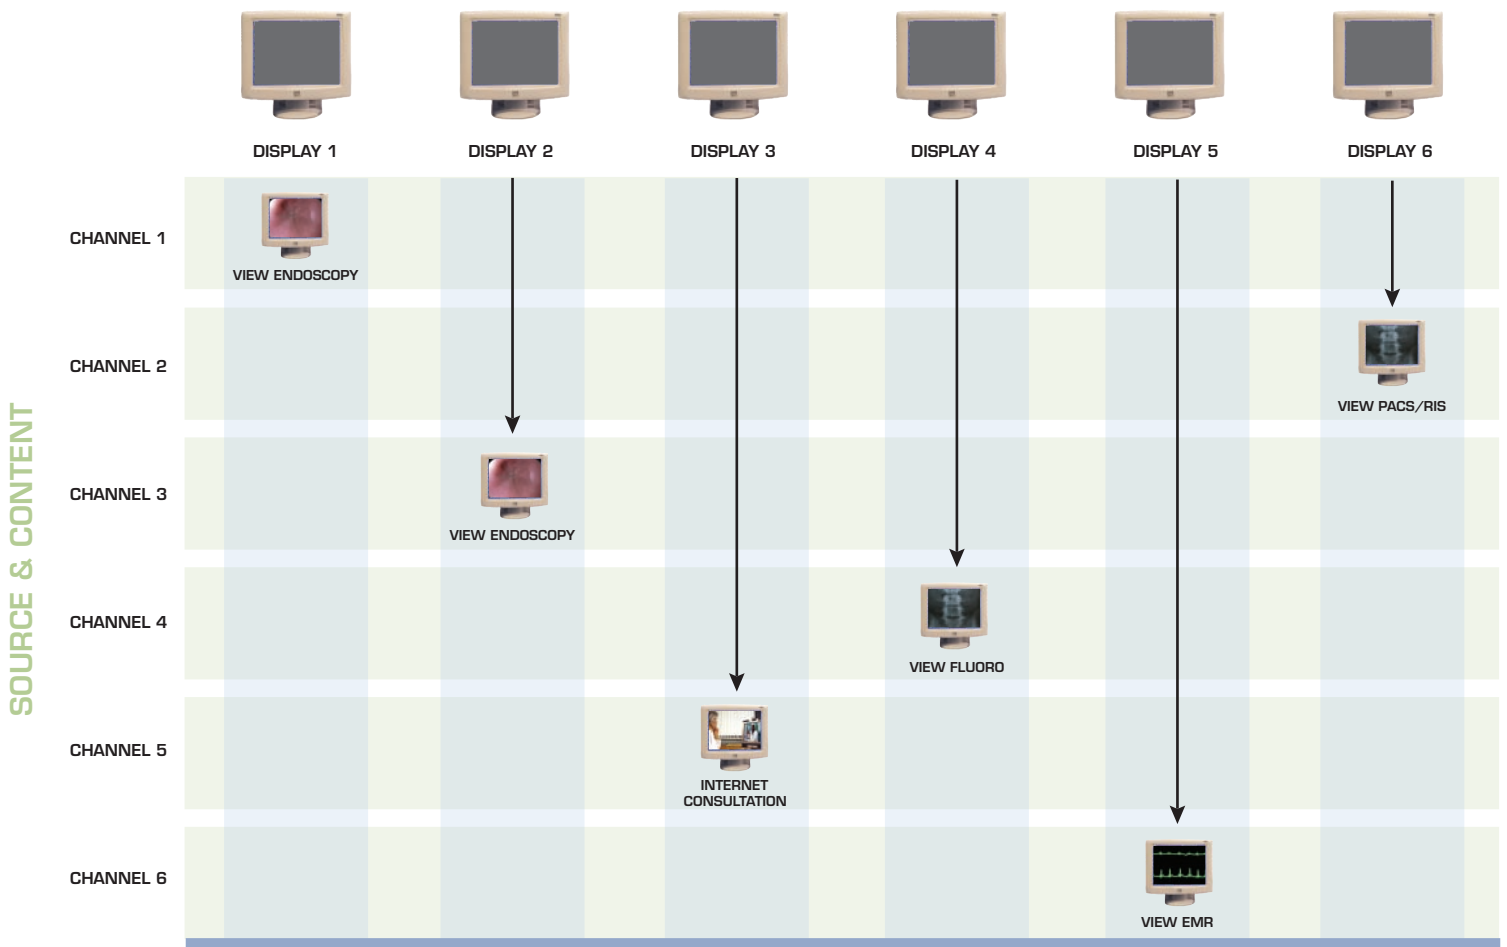 DISPLAY 1
DISPLAY 2
DISPLAY 3
DISPLAY 4
DISPLAY 5
DISPLAY 6
SOURCE & CONTENT
CHANNEL 1
VIEW ENDOSCOPY
CHANNEL 2
VIEW PACS/RIS
CHANNEL 3
VIEW ENDOSCOPY
CHANNEL 4
VIEW FLUORO
CHANNEL 5
INTERNET
CONSULTATION
CHANNEL 6
VIEW EMR